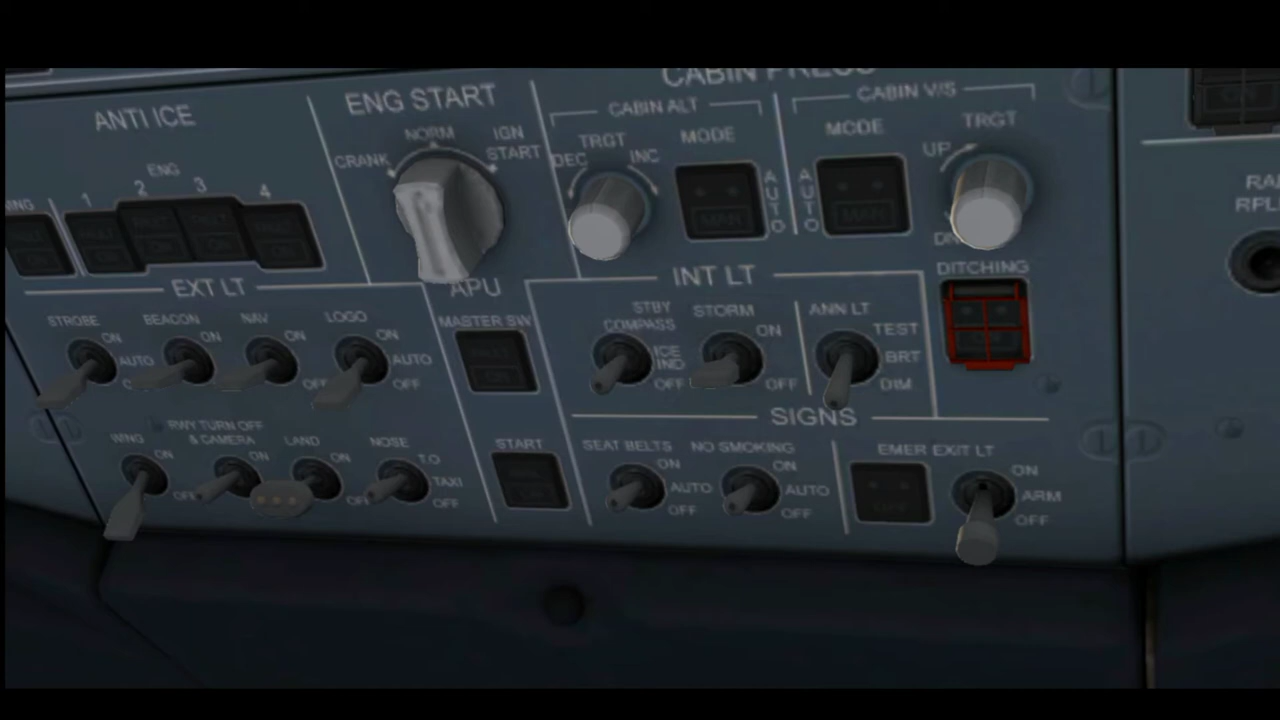 CABIN PRESS
ANTI ICE
ENG START
CABIN ALT
CABIN V/S
NORM
IGN
START
CRANK
TRGT
DEC
INC
MODE
AUTO
MAN
MODE
AUTO
MAN
TRGT
UP
ENG
1
2
3
4
DITCHING
EXT LT
APU
INT LT
STROBE
ON
AUTO
BEACON
ON
NAV
ON
OFF
LOGO
ON
AUTO
OFF
MASTER SW
STBY
COMPASS
ICE
IND
OFF
STORM
ON
OFF
ANN LT
TEST
BRT
DIM
SIGNS
WING
ON
OFF
RWY TURN OFF
& CAMERA
ON
LAND
ON
OFF
NOSE
T.O
TAXI
OFF
START
SEAT BELTS
ON
AUTO
OFF
NO SMOKING
ON
AUTO
OFF
EMER EXIT LT
ON
ARM
OFF